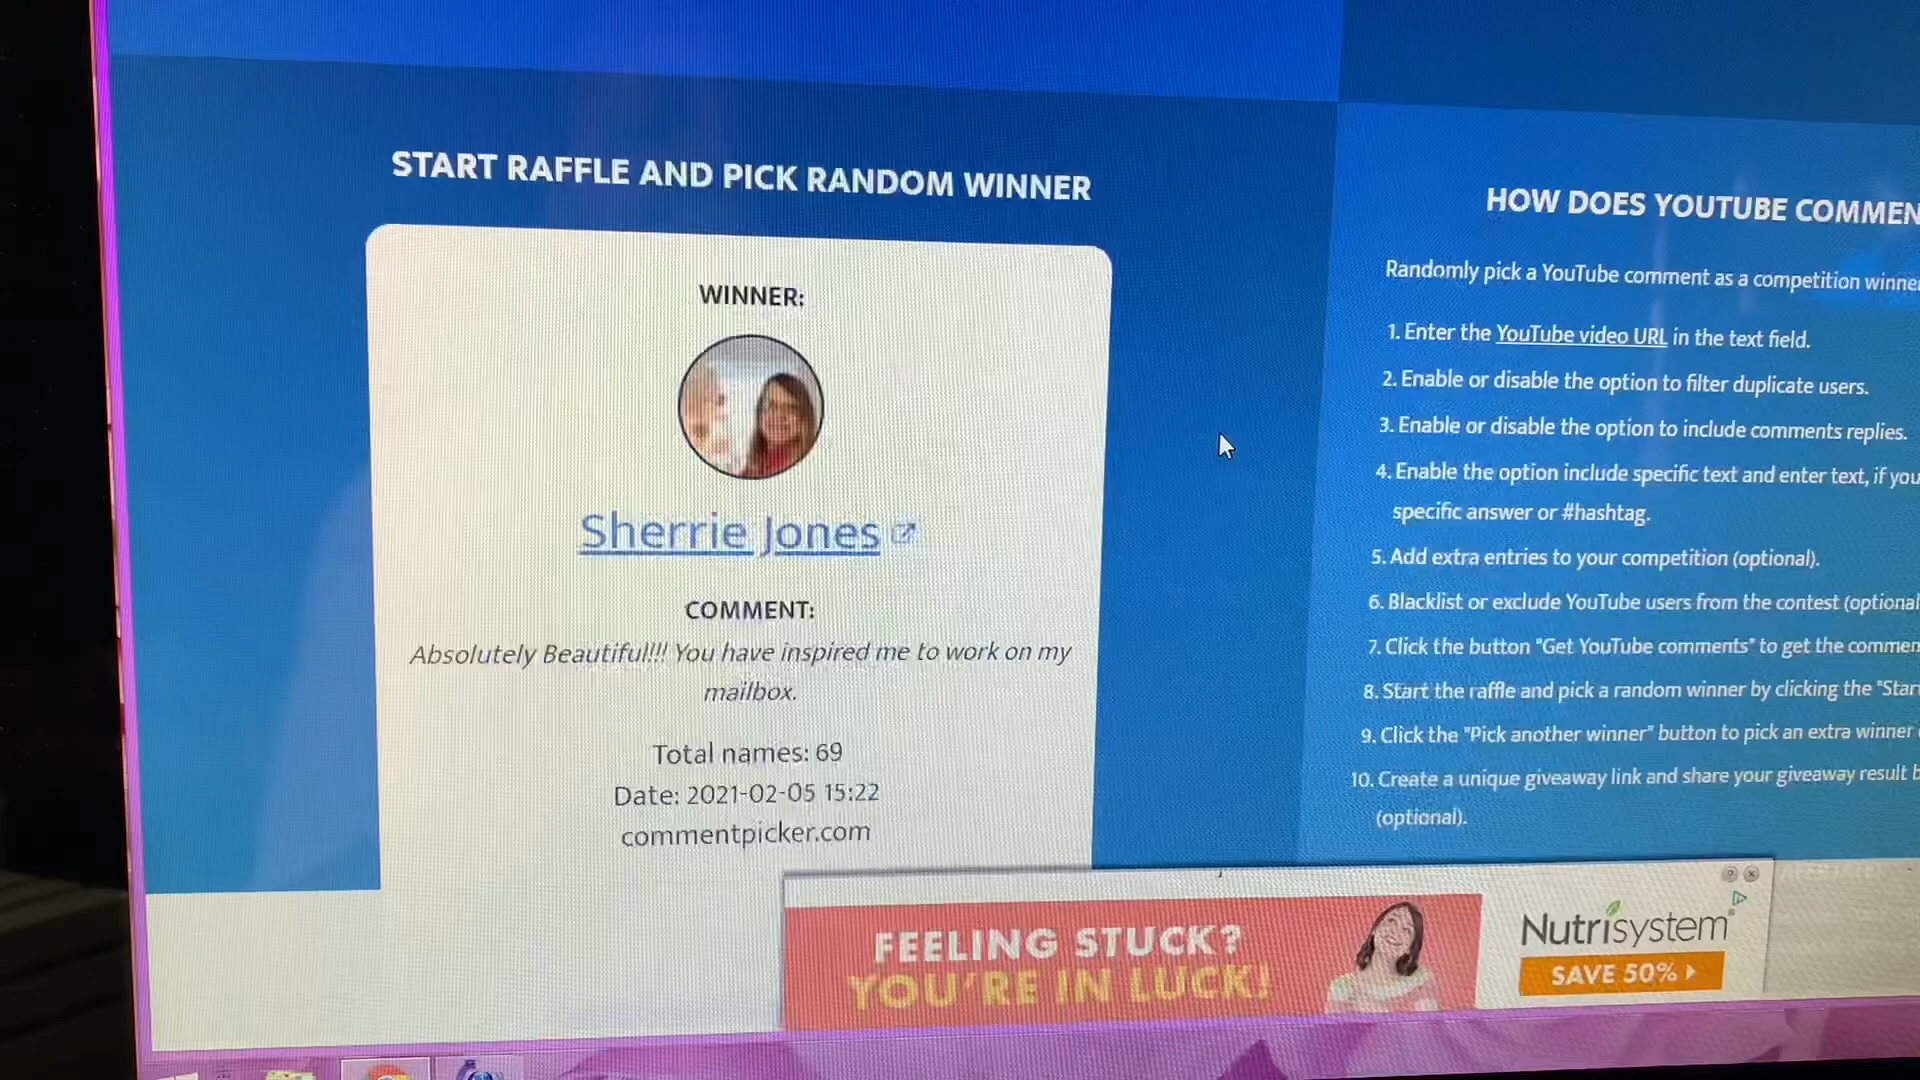 START RAFFLE AND PICK RANDOM WINNER
WINNER:
Sherrie Jones
COMMENT:
Absolutely Beautiful!!! You have inspired me to work on my
mailbox.
Total names: 69
Date: 2021-02-05 15:22
commentpicker.com
HOW DOES YOUTUBE COMMEN
Randomly pick a YouTube comment as a competition winne
1. Enter the YouTube video URL in the text field.
2. Enable or disable the option to filter duplicate users.
3. Enable or disable the option to include comments replies.
4. Enable the option include specific text and enter text, if you
specific answer or #hashtag.
5. Add extra entries to your competition (optional).
6. Blacklist or exclude YouTube users from the contest (optional
7. Click the button "Get YouTube comments" to get the commen
8. Start the raffle and pick a random winner by clicking the "Star
9. Click the "Pick another winner" button to pick an extra winner
10. Create a unique giveaway link and share your giveaway result b
(optional).
FEELING STUCK?
YOU'RE IN LUCK!
Nutrisystem®
SAVE 50%